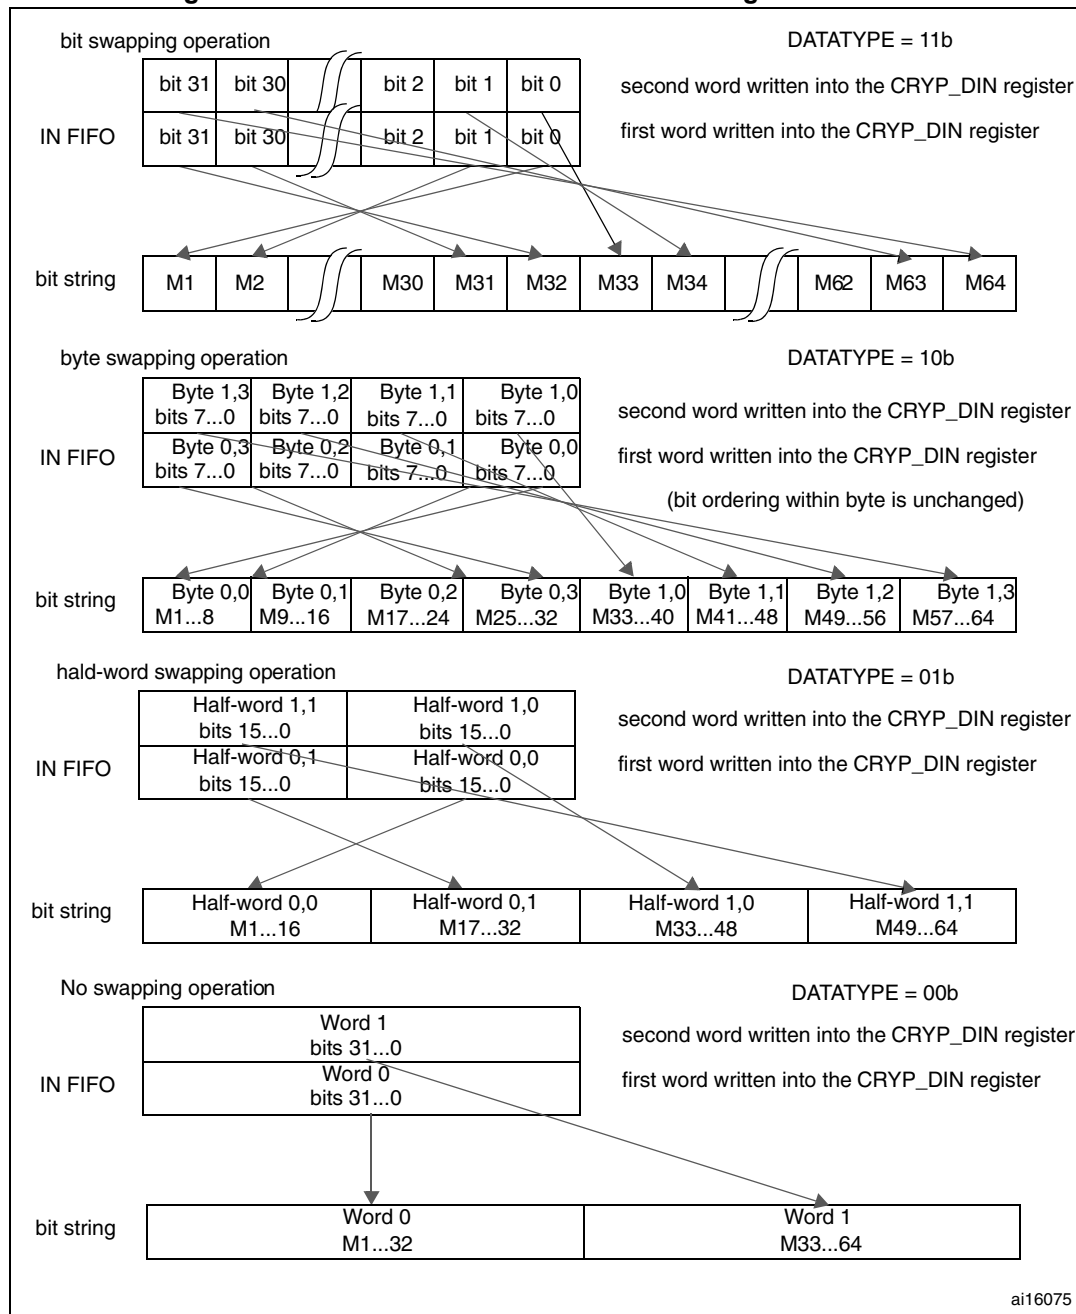 bit swapping operation DATATYPE = 11b
bit 31 bit 30 bit 2 bit 1 bit 0 second word written into the CRYP_DIN register
IN FIFO bit 31 bit 30 bit 2 bit 1 bit 0 first word written into the CRYP_DIN register
bit string M1 M2 M30 M31 M32 M33 M34 M62 M63 M64
byte swapping operation DATATYPE = 10b
Byte 1,3 Byte 1,2 Byte 1,1 Byte 1,0
bits 7...0 bits 7...0 bits 7...0 bits 7...0 second word written into the CRYP_DIN register
IN FIFO Byte 0,3 Byte 0,2 Byte 0,1 Byte 0,0 first word written into the CRYP_DIN register
bits 7...0 bits 7...0 bits 7...0 bits 7...0
(bit ordering within byte is unchanged)
bit string Byte 0,0 Byte 0,1 Byte 0,2 Byte 0,3 Byte 1,0 Byte 1,1 Byte 1,2 Byte 1,3
M1...8 M9...16 M17...24 M25...32 M33...40 M41...48 M49...56 M57...64
hald-word swapping operation DATATYPE = 01b
Half-word 1,1 Half-word 1,0 second word written into the CRYP_DIN register
bits 15...0 bits 15...0
IN FIFO Half-word 0,1 Half-word 0,0 first word written into the CRYP_DIN register
bits 15...0 bits 15...0
bit string Half-word 0,0 Half-word 0,1 Half-word 1,0 Half-word 1,1
M1...16 M17...32 M33...48 M49...64
No swapping operation DATATYPE = 00b
Word 1 second word written into the CRYP_DIN register
bits 31...0
IN FIFO Word 0 first word written into the CRYP_DIN register
bits 31...0
bit string Word 0 Word 1
M1...32 M33...64
ai16075